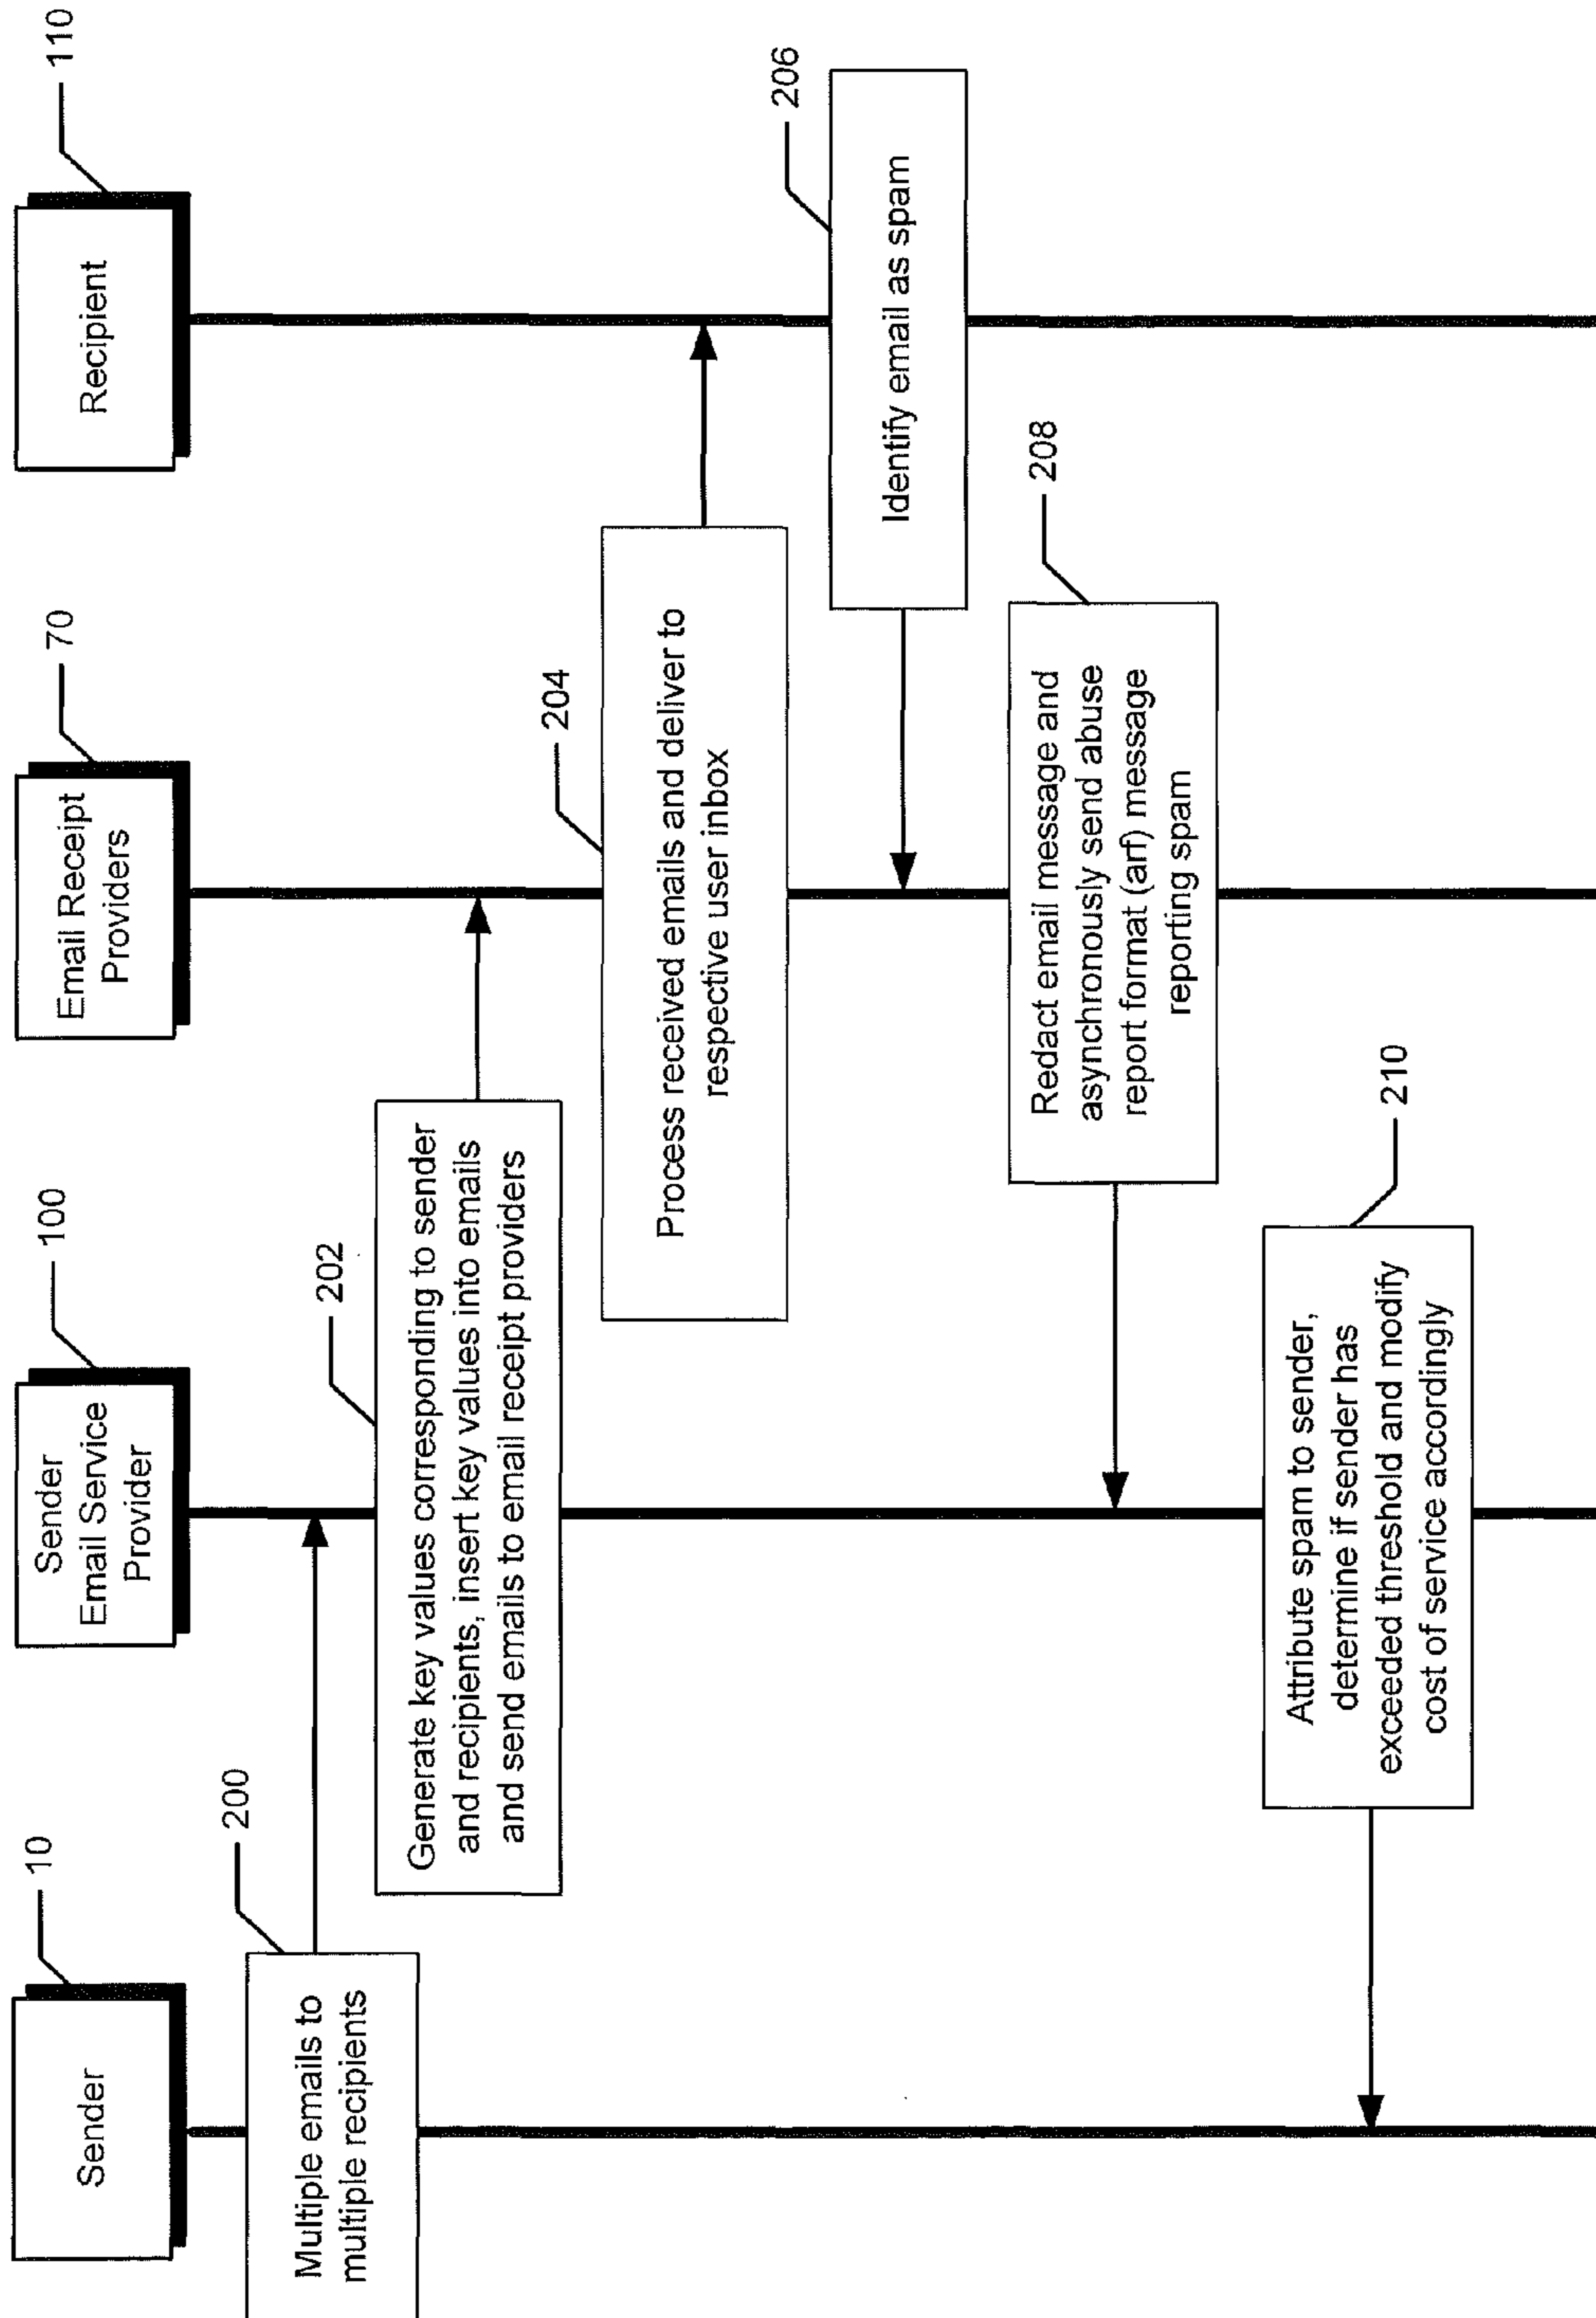 Sender
10
Sender
Email Service
Provider
100
Email Receipt
Providers
70
Recipient
110
200
Multiple emails to
multiple recipients
202
Generate key values corresponding to sender
and recipients, insert key values into emails
and send emails to email receipt providers
204
Process received emails and deliver to
respective user inbox
206
Identify email as spam
208
Redact email message and
asynchronously send abuse
report format (arf) message
reporting spam
210
Attribute spam to sender,
determine if sender has
exceeded threshold and modify
cost of service accordingly